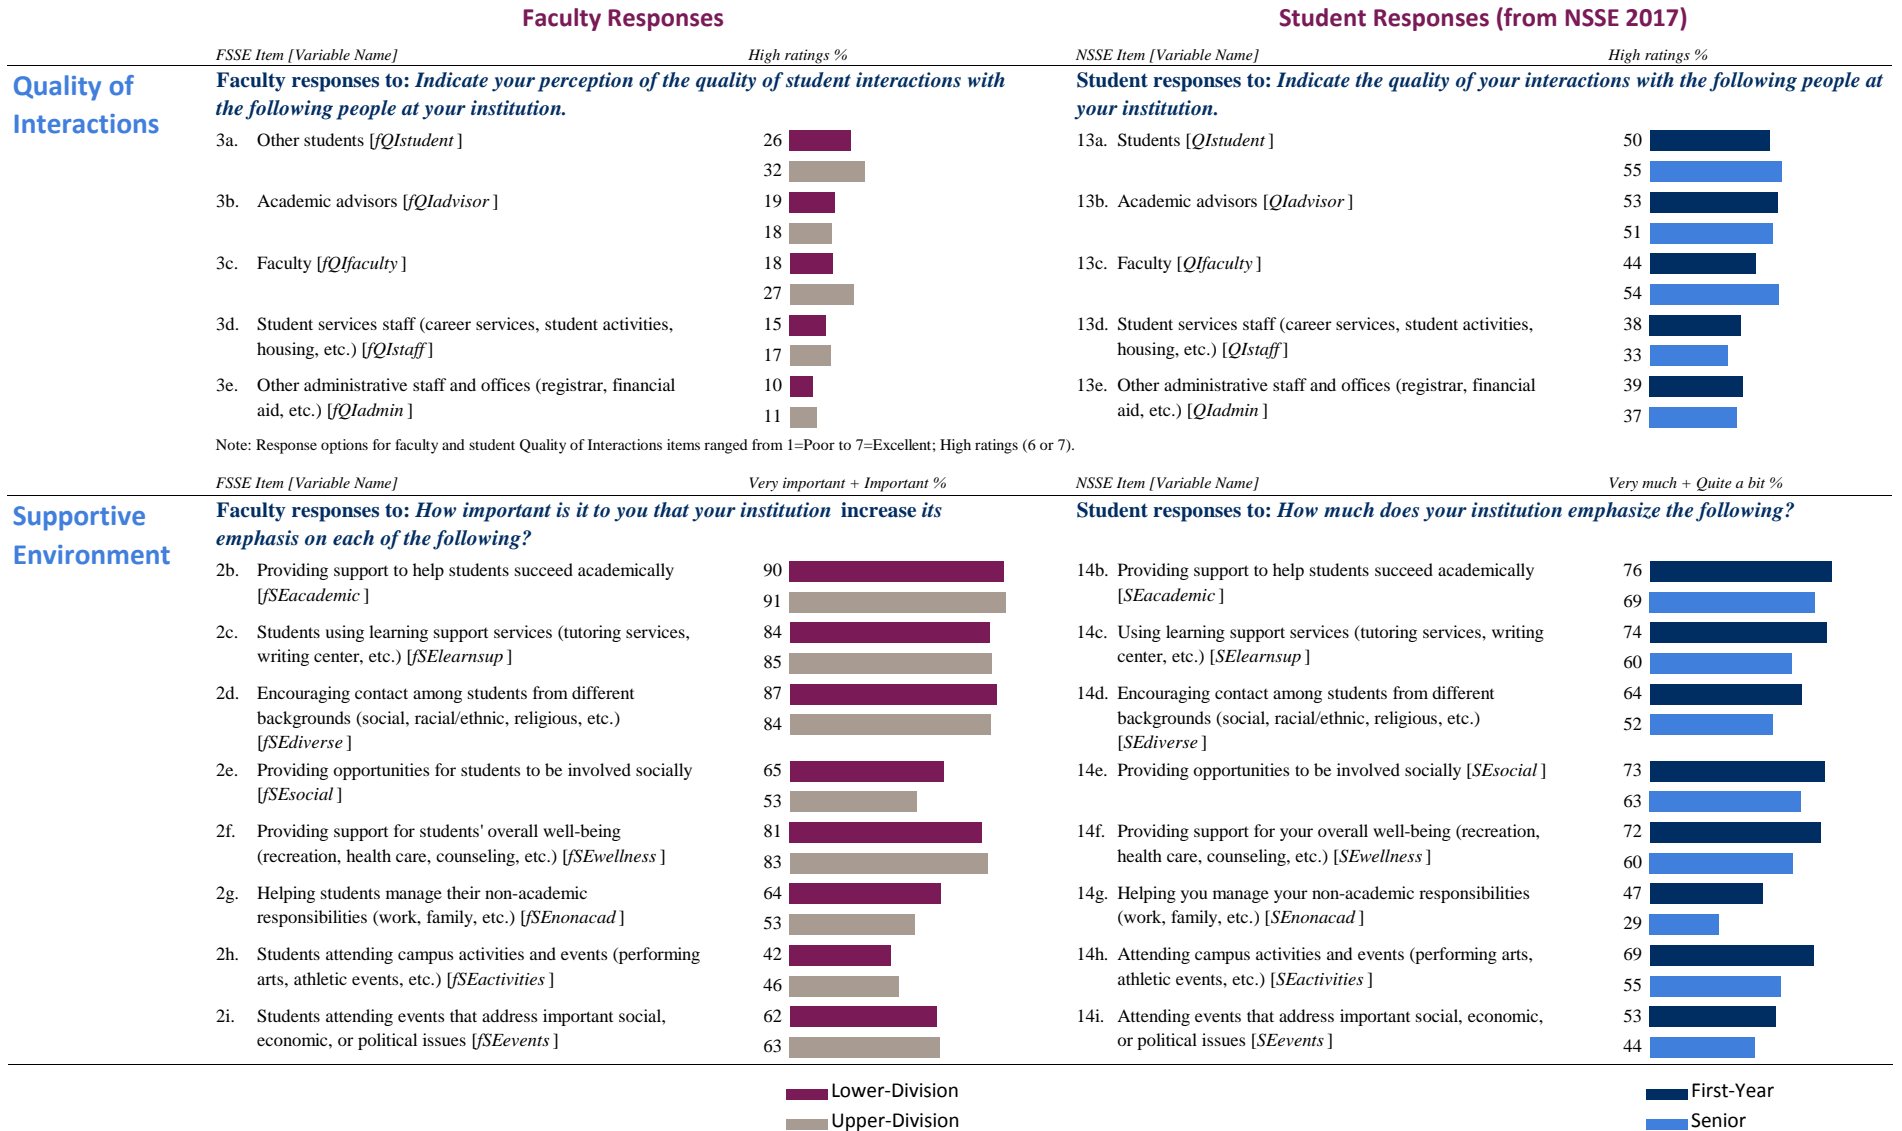 Faculty Responses
Student Responses (from NSSE 2017)
FSSE Item [Variable Name]
High ratings %
NSSE Item [Variable Name]
High ratings %
Quality of
Interactions
Faculty responses to: Indicate your perception of the quality of student interactions with
the following people at your institution.
Student responses to: Indicate the quality of your interactions with the following people at
your institution.
3a. Other students [fQIstudent ]
26
32
13a. Students [QIstudent ]
50
55
3b. Academic advisors [fQIadvisor ]
19
18
13b. Academic advisors [QIadvisor ]
53
51
3c. Faculty [fQIfaculty ]
18
27
13c. Faculty [QIfaculty ]
44
54
3d. Student services staff (career services, student activities,
housing, etc.) [fQIstaff ]
15
17
13d. Student services staff (career services, student activities,
housing, etc.) [QIstaff ]
38
33
3e. Other administrative staff and offices (registrar, financial
aid, etc.) [fQIadmin ]
10
11
13e. Other administrative staff and offices (registrar, financial
aid, etc.) [QIadmin ]
39
37
Note: Response options for faculty and student Quality of Interactions items ranged from 1=Poor to 7=Excellent; High ratings (6 or 7).
FSSE Item [Variable Name]
Very important + Important %
NSSE Item [Variable Name]
Very much + Quite a bit %
Supportive
Environment
Faculty responses to: How important is it to you that your institution increase its
emphasis on each of the following?
Student responses to: How much does your institution emphasize the following?
2b. Providing support to help students succeed academically
[fSEacademic ]
90
91
14b. Providing support to help students succeed academically
[SEacademic ]
76
69
2c. Students using learning support services (tutoring services,
writing center, etc.) [fSElearnsup ]
84
85
14c. Using learning support services (tutoring services, writing
center, etc.) [SElearnsup ]
74
60
2d. Encouraging contact among students from different
backgrounds (social, racial/ethnic, religious, etc.)
[fSEdiverse ]
87
84
14d. Encouraging contact among students from different
backgrounds (social, racial/ethnic, religious, etc.)
[SEdiverse ]
64
52
2e. Providing opportunities for students to be involved socially
[fSEsocial ]
65
53
14e. Providing opportunities to be involved socially [SEsocial ]
73
63
2f. Providing support for students' overall well-being
(recreation, health care, counseling, etc.) [fSEwellness ]
81
83
14f. Providing support for your overall well-being (recreation,
health care, counseling, etc.) [SEwellness ]
72
60
2g. Helping students manage their non-academic
responsibilities (work, family, etc.) [fSEnonacad ]
64
53
14g. Helping you manage your non-academic responsibilities
(work, family, etc.) [SEnonacad ]
47
29
2h. Students attending campus activities and events (performing
arts, athletic events, etc.) [fSEactivities ]
42
46
14h. Attending campus activities and events (performing arts,
athletic events, etc.) [SEactivities ]
69
55
2i. Students attending events that address important social,
economic, or political issues [fSEevents ]
62
63
14i. Attending events that address important social, economic,
or political issues [SEevents ]
53
44
Lower-Division
Upper-Division
First-Year
Senior